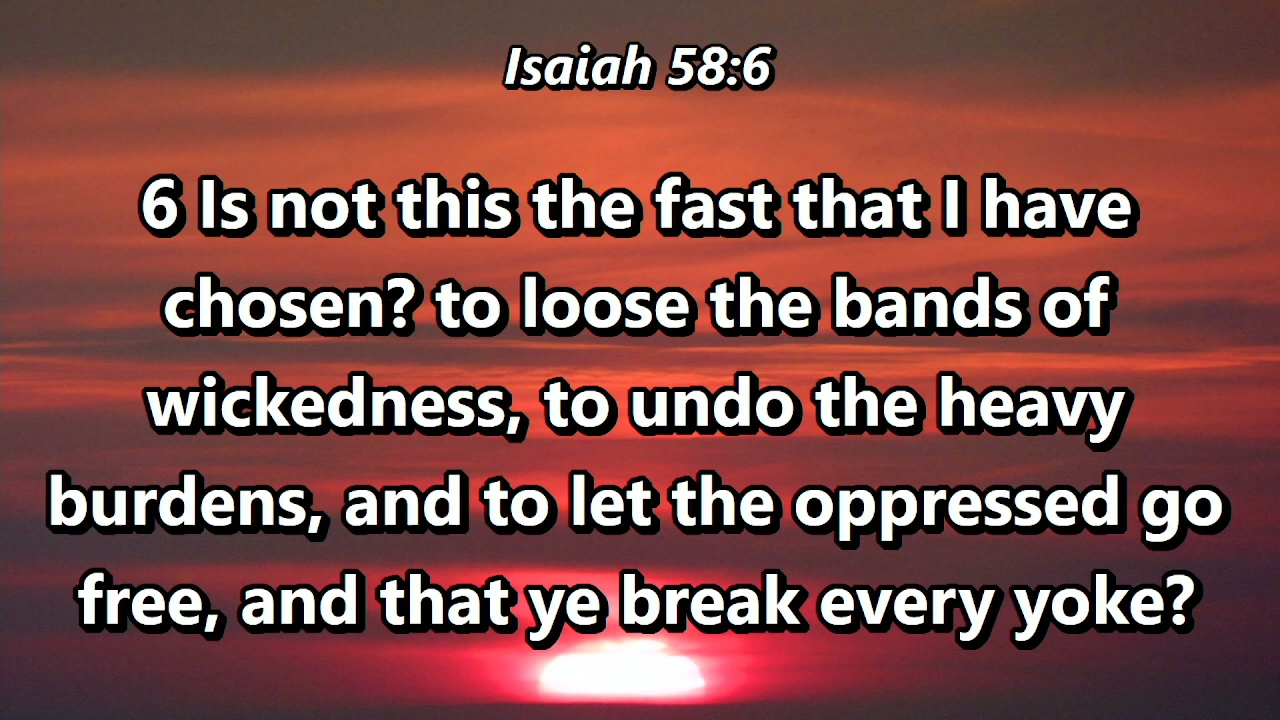 Isaiah 58:6
6 Is not this the fast that I have
chosen? to loose the bands of
wickedness, to undo the heavy
burdens, and to let the oppressed go
free, and that ye break every yoke?